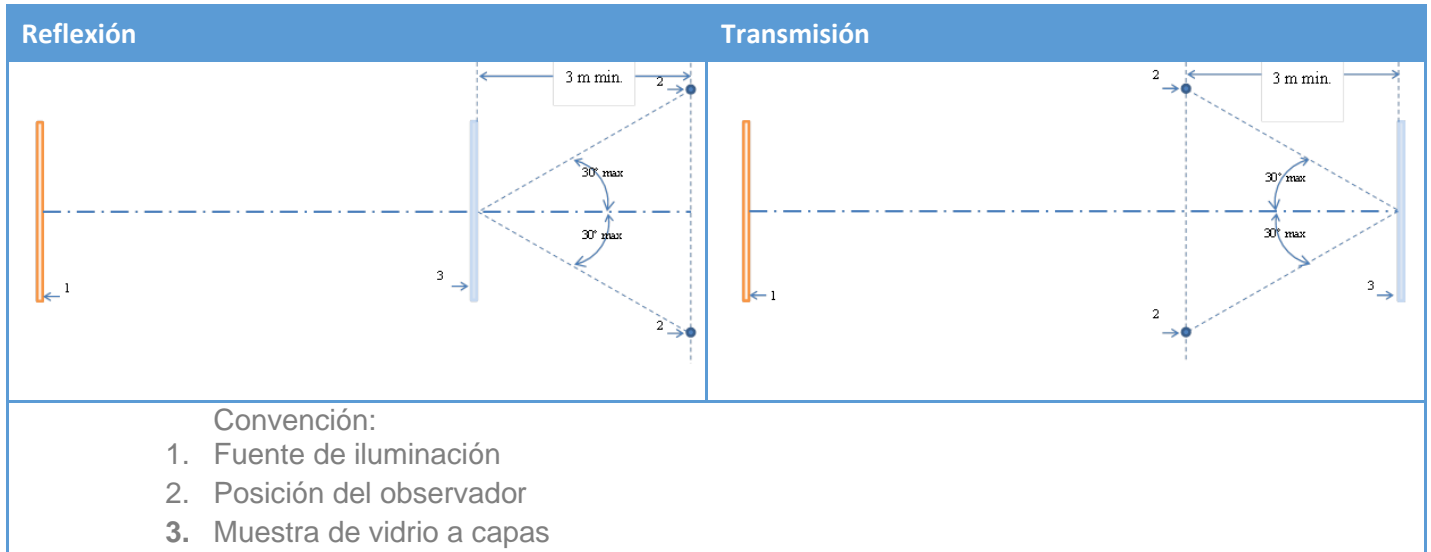 Reflexión
Transmisión
3 m min.
2
30° max
30° max
3
1
2
2
3 m min.
30° max
30° max
2
3
1
Convención:
1. Fuente de iluminación
2. Posición del observador
3. Muestra de vidrio a capas